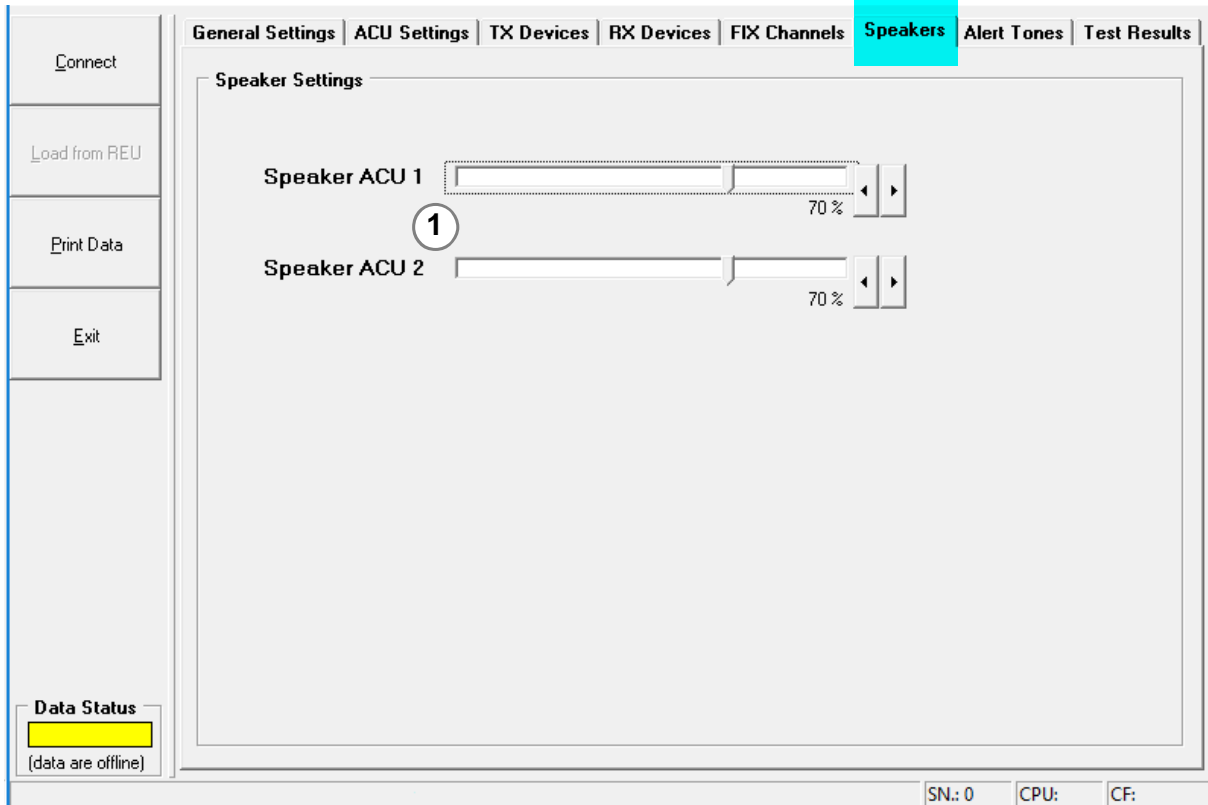 General Settings ACU Settings TX Devices RX Devices FIX Channels Speakers Alert Tones Test Results
Connect
Load from REU
Print Data
Exit
Speaker Settings
Speaker ACU 1
70 %
1
Speaker ACU 2
70 %
Data Status
(data are offline)
SN.: 0 CPU: CF: